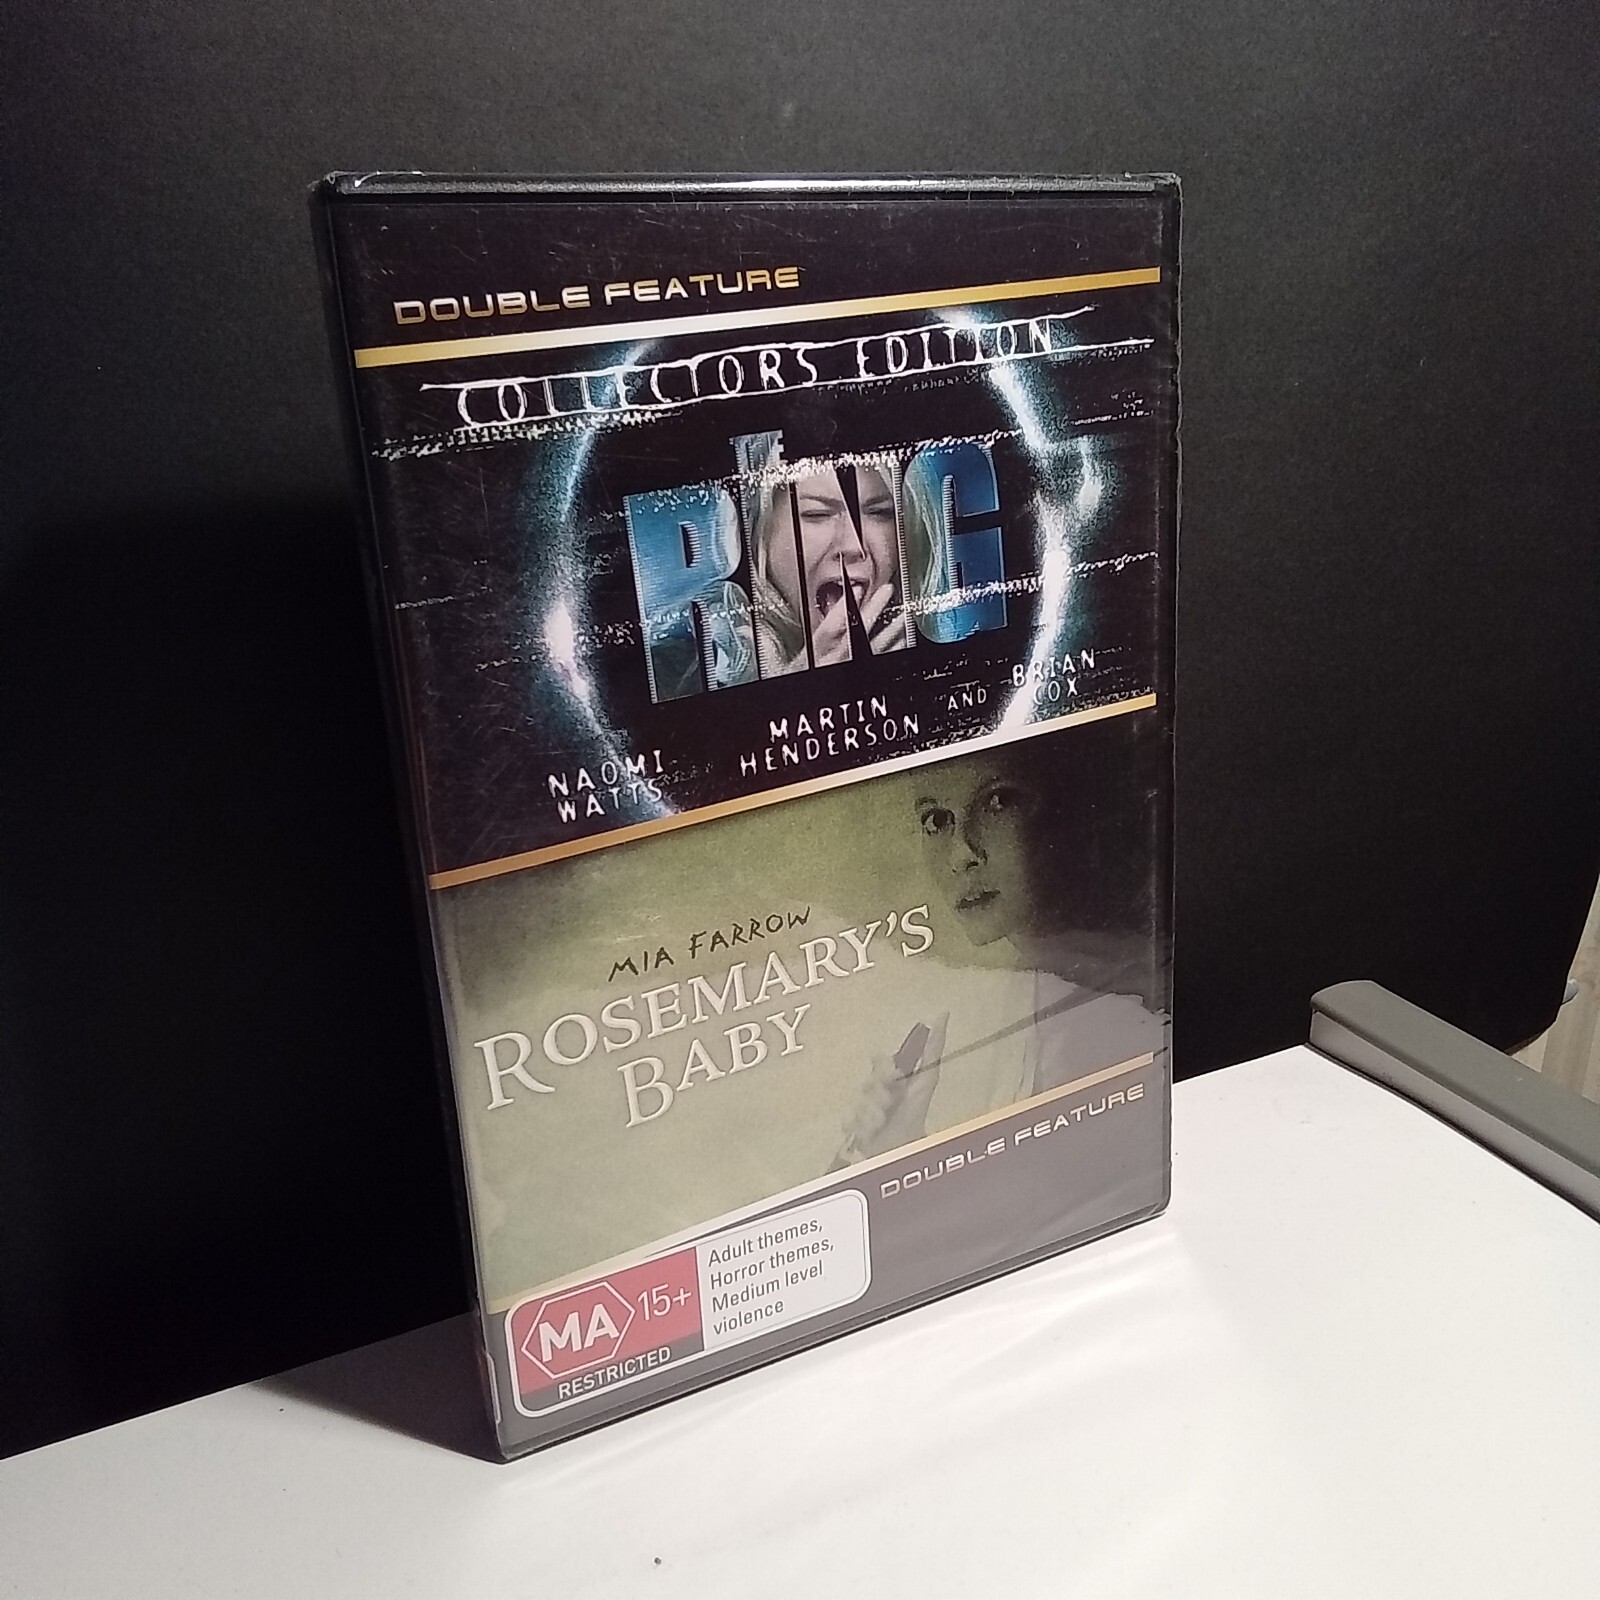 DOUBLE FEATURE
COLLECTORS EDITION
THE
RING
NAOMI
WATTS
MARTIN
HENDERSON
AND
BRIAN
COX
MIA FARROW
ROSEMARY'S
BABY
DOUBLE FEATURE
MA 15+
RESTRICTED
Adult themes,
Horror themes,
Medium level
violence